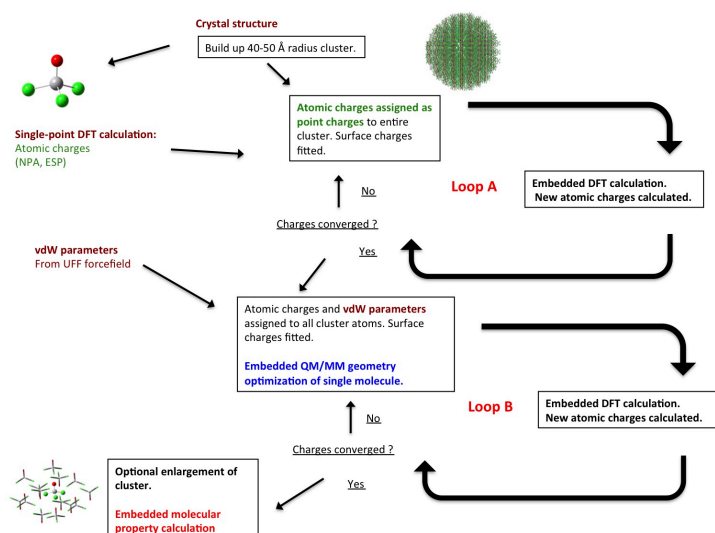 Crystal structure
Build up 40-50 Å radius cluster.
Atomic charges assigned as
point charges to entire
cluster. Surface charges
fitted.
Single-point DFT calculation:
Atomic charges
(NPA, ESP)
No
Loop A
Embedded DFT calculation.
New atomic charges calculated.
Charges converged ?
Yes
vdW parameters
From UFF forcefield
Atomic charges and vdW parameters
assigned to all cluster atoms. Surface
charges fitted.
Embedded QM/MM geometry
optimization of single molecule.
Loop B
Embedded DFT calculation.
New atomic charges calculated.
No
Charges converged ?
Yes
Optional enlargement of
cluster.
Embedded molecular
property calculation